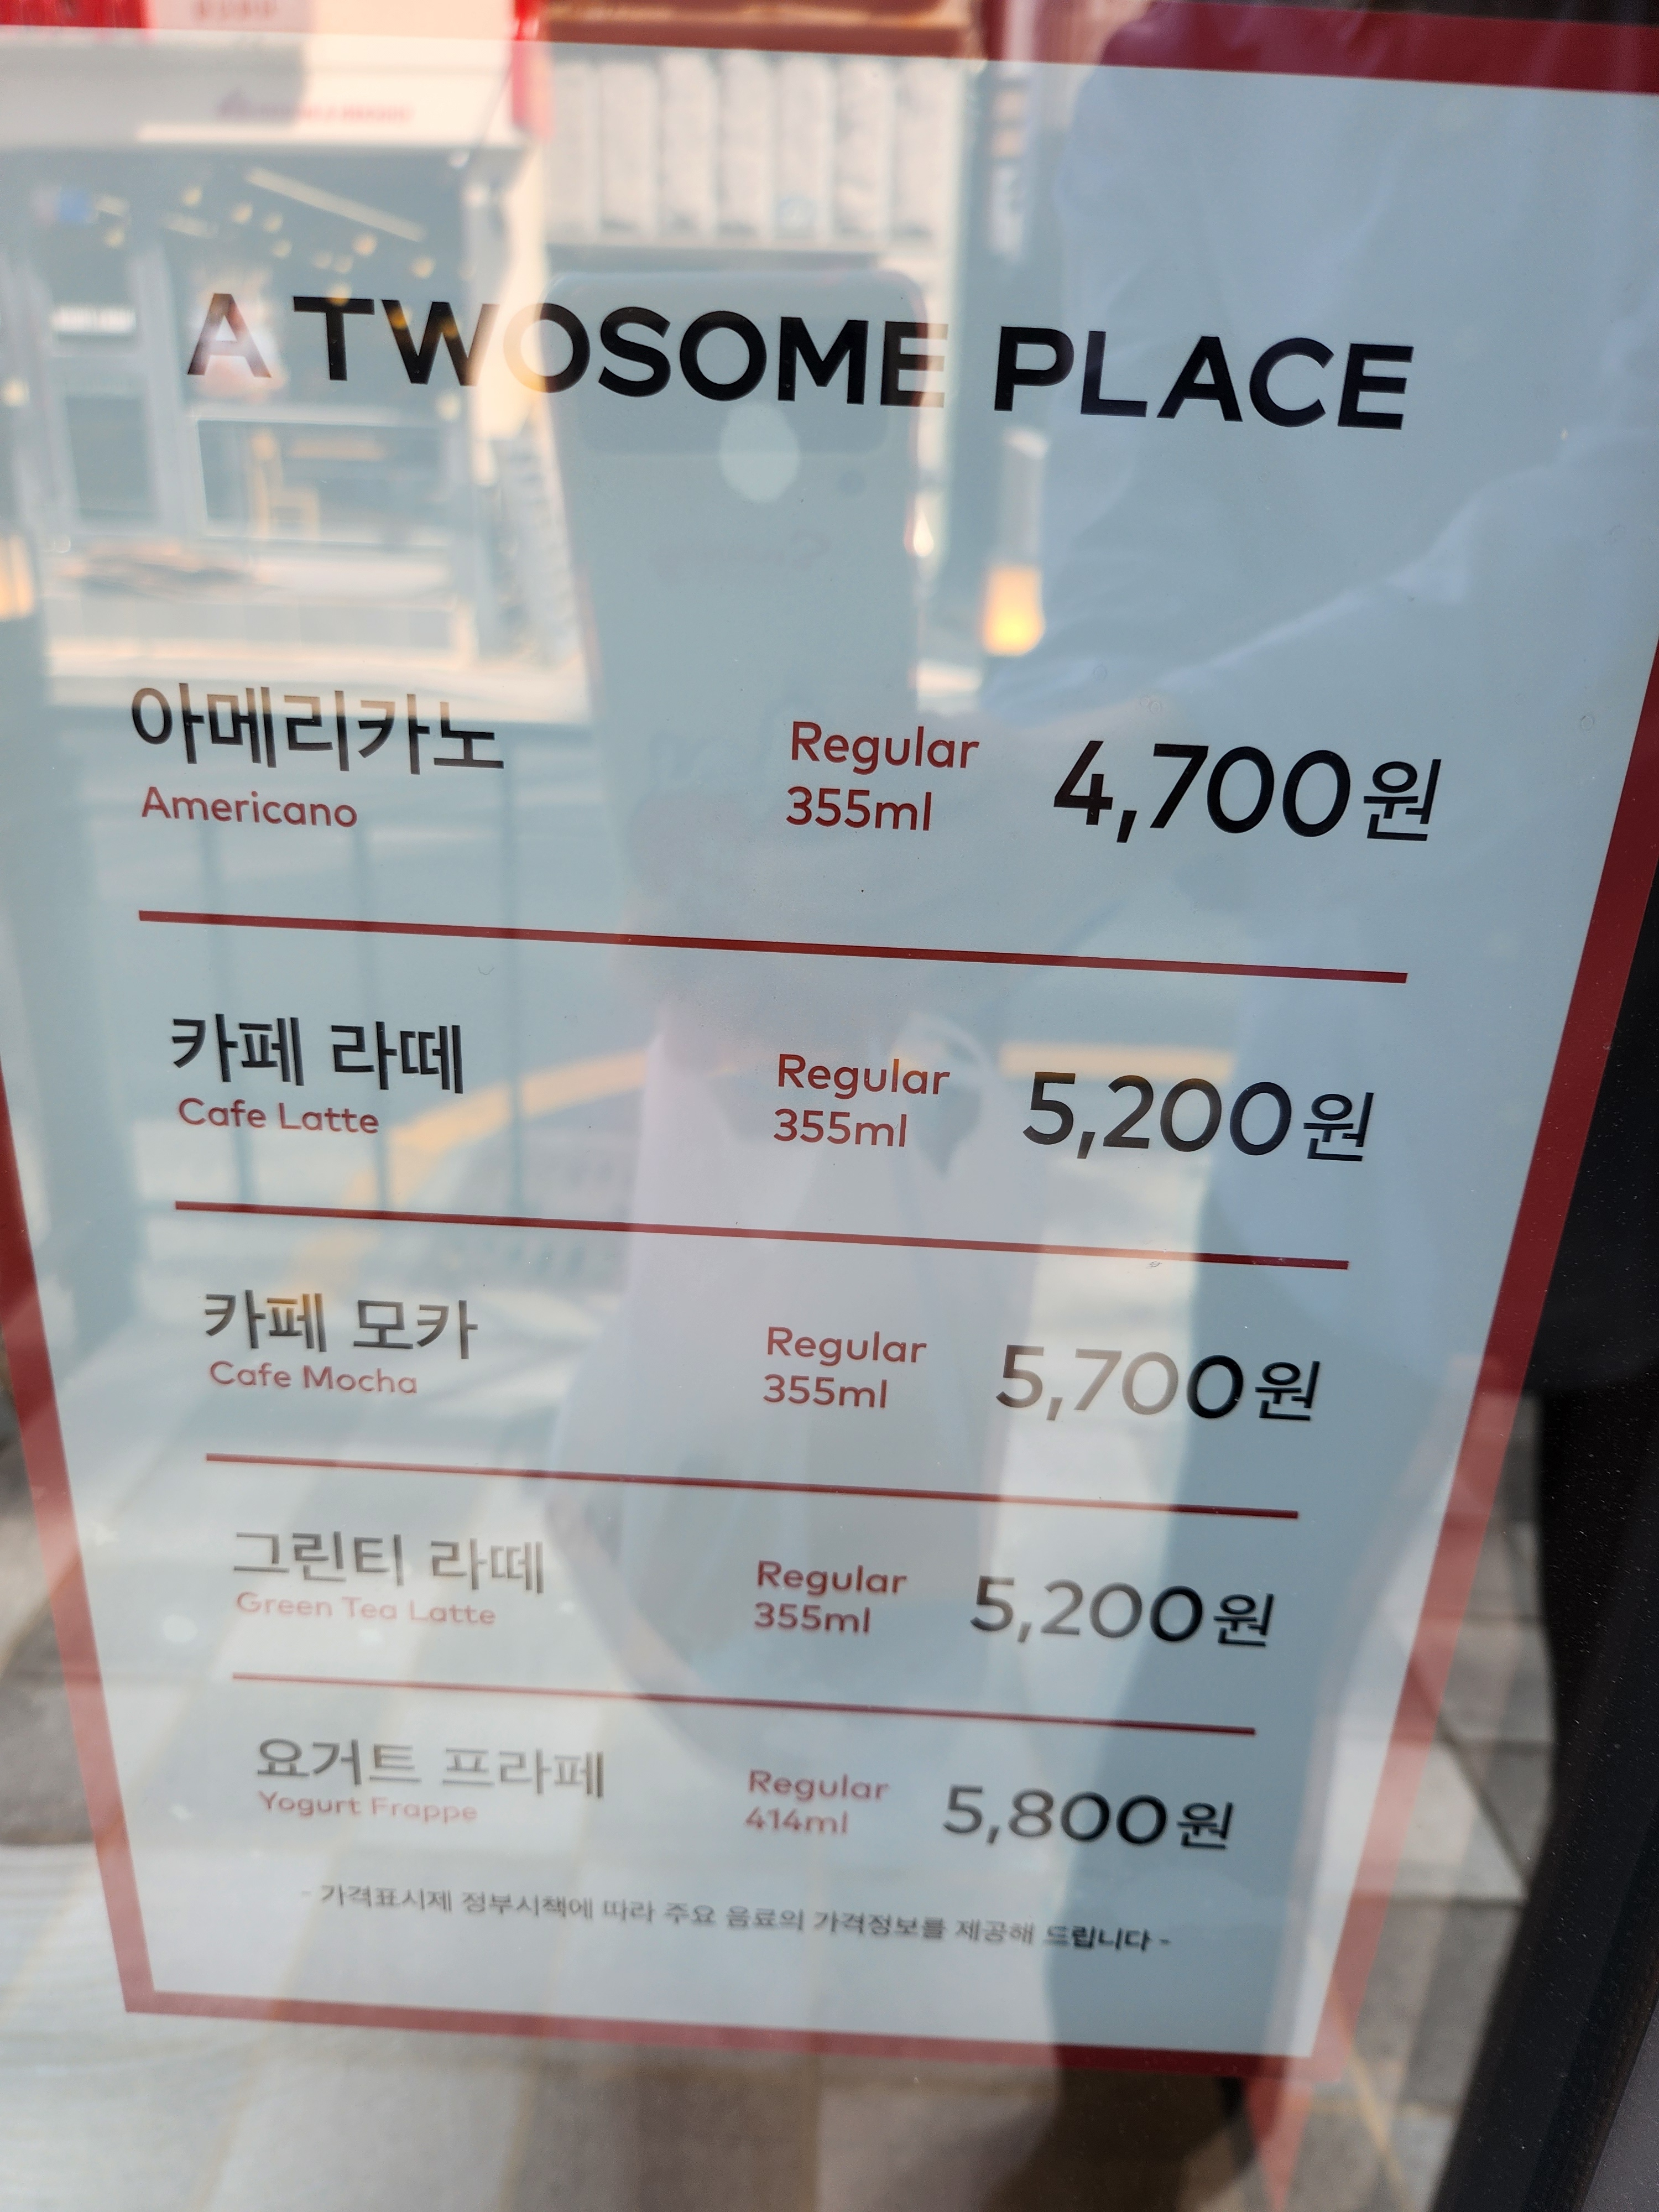 A TWOSOME PLACE
아메리카노 Regular 4,700원
Americano 355ml
카페 라떼 Regular 5,200원
Cafe Latte 355ml
카페 모카 Regular 5,700원
Cafe Mocha 355ml
그린티 라떼 Regular 5,200원
Green Tea Latte 355ml
요거트 프라페 Regular 5,800원
Yogurt Frappe 414ml
- 가격표시제 정부시책에 따라 주요 음료의 가격정보를 제공해 드립니다 -